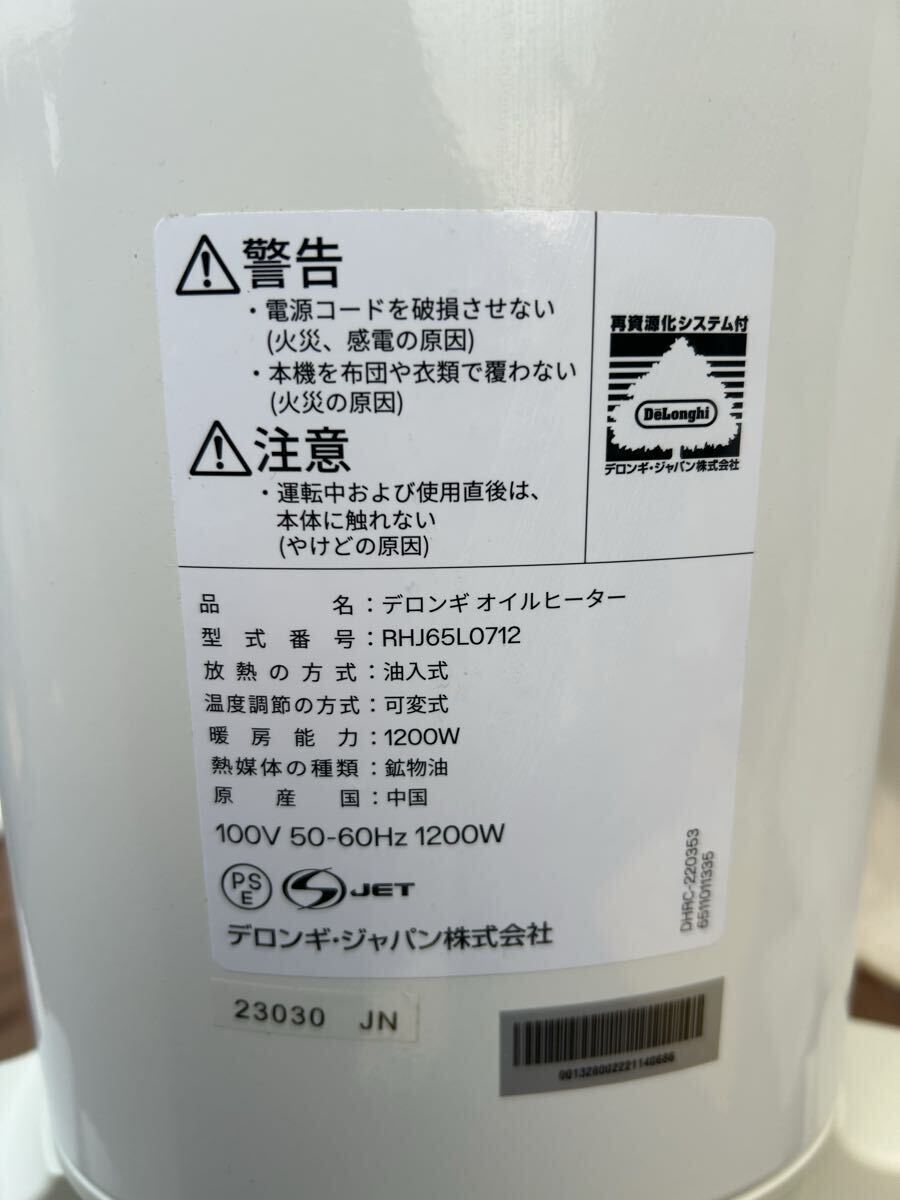 警告
・電源コードを破損させない
(火災、感電の原因)
・本機を布団や衣類で覆わない
(火災の原因)
注意
・運転中および使用直後は、
本体に触れない
(やけどの原因)
再資源化システム付
DeLonghi
デロンギ・ジャパン株式会社
品名：デロンギ オイルヒーター
型式番号：RHJ65L0712
放熱の方式：油入式
温度調節の方式：可変式
暖房能力：1200W
熱媒体の種類：鉱物油
原産国：中国
100V 50-60Hz 1200W
PSE
JET
デロンギ・ジャパン株式会社
DHRC-220353
6511011335
23030 JN
001328002221140686